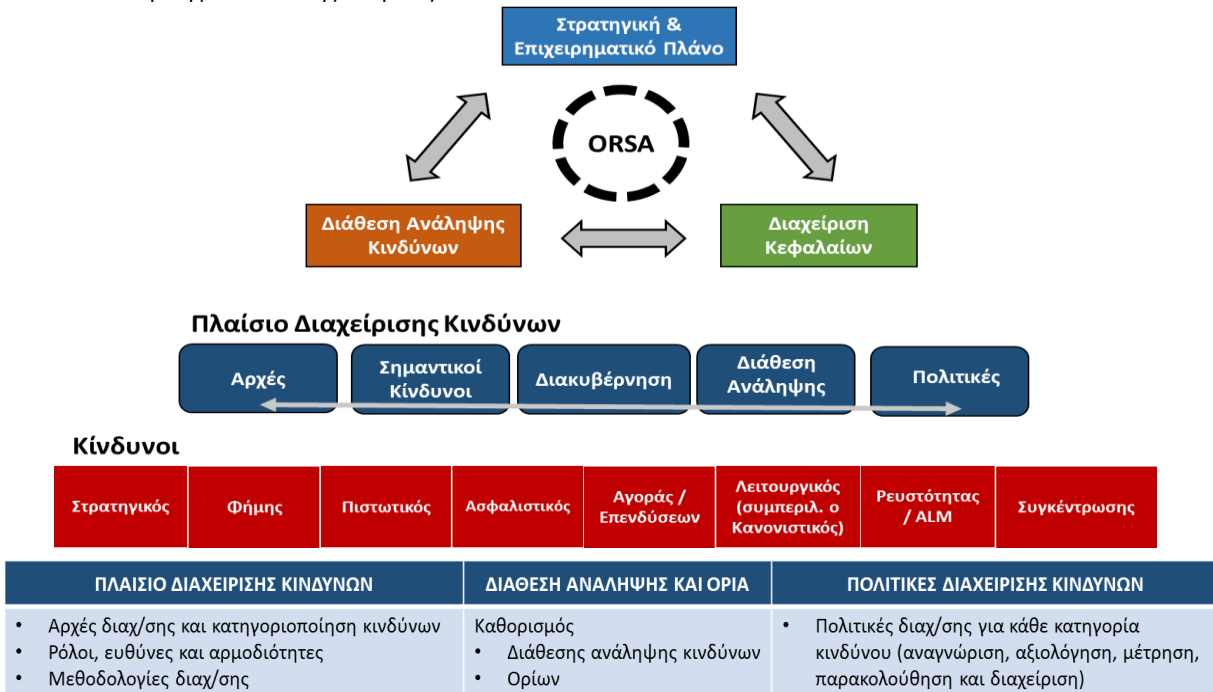 Στρατηγική &
Επιχειρηματικό Πλάνο
ORSA
Διάθεση Ανάληψης
Κινδύνων
Διαχείριση
Κεφαλαίων
Πλαίσιο Διαχείρισης Κινδύνων
Αρχές
Σημαντικοί
Κίνδυνοι
Διακυβέρνηση
Διάθεση
Ανάληψης
Πολιτικές
Κίνδυνοι
Στρατηγικός
Φήμης
Πιστωτικός
Ασφαλιστικός
Αγοράς /
Επενδύσεων
Λειτουργικός
(συμπεριλ. ο
Κανονιστικός)
Ρευστότητας
/ ALM
Συγκέντρωσης
ΠΛΑΙΣΙΟ ΔΙΑΧΕΙΡΙΣΗΣ ΚΙΝΔΥΝΩΝ
• Αρχές διαχ/σης και κατηγοριοποίηση κινδύνων
• Ρόλοι, ευθύνες και αρμοδιότητες
• Μεθοδολογίες διαχ/σης
ΔΙΑΘΕΣΗ ΑΝΑΛΗΨΗΣ ΚΑΙ ΟΡΙΑ
Καθορισμός
• Διάθεσης ανάληψης κινδύνων
• Ορίων
ΠΟΛΙΤΙΚΕΣ ΔΙΑΧΕΙΡΙΣΗΣ ΚΙΝΔΥΝΩΝ
• Πολιτικές διαχ/σης για κάθε κατηγορία
κινδύνου (αναγνώριση, αξιολόγηση, μέτρηση,
παρακολούθηση και διαχείριση)